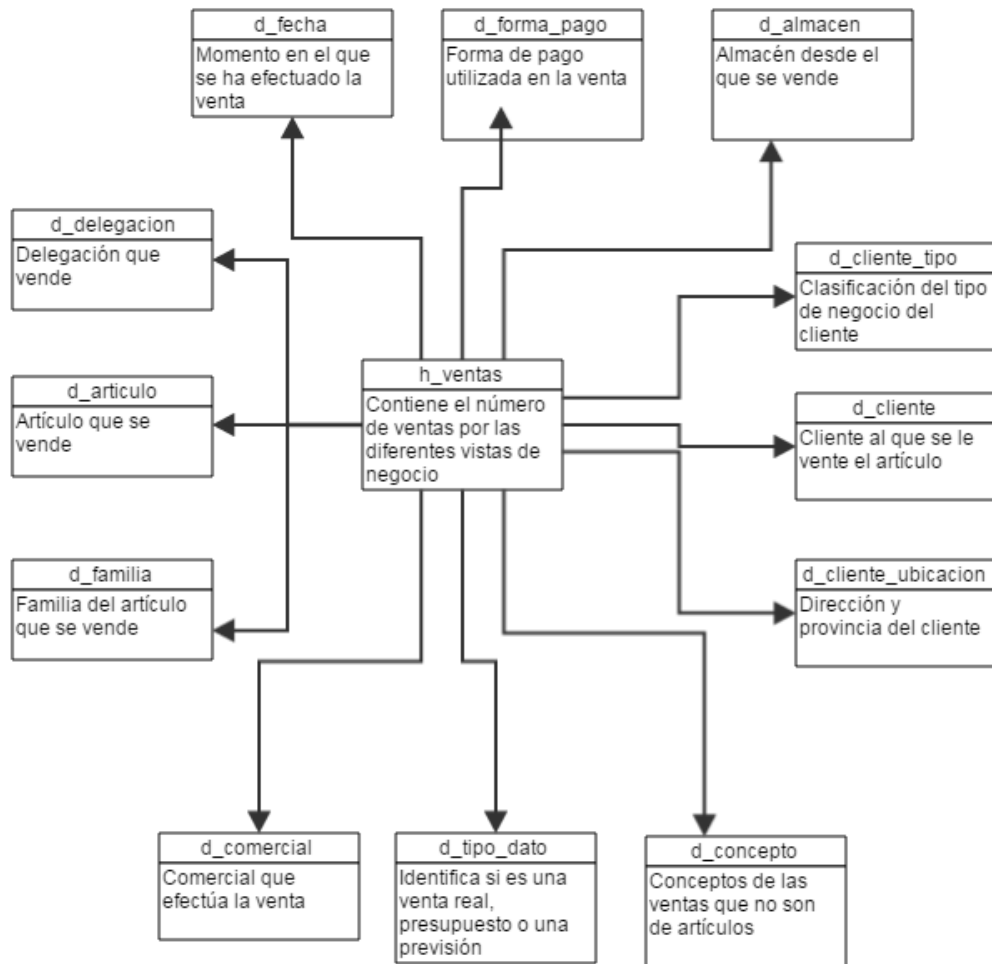 d_fecha
Momento en el que
se ha efectuado la
venta
d_forma_pago
Forma de pago
utilizada en la venta
d_almacen
Almacén desde el
que se vende
d_delegacion
Delegación que
vende
d_cliente_tipo
Clasificación del tipo
de negocio del
cliente
h_ventas
Contiene el número
de ventas por las
diferentes vistas de
negocio
d_articulo
Artículo que se
vende
d_cliente
Cliente al que se le
vente el artículo
d_familia
Familia del artículo
que se vende
d_cliente_ubicacion
Dirección y
provincia del cliente
d_comercial
Comercial que
efectúa la venta
d_tipo_dato
Identifica si es una
venta real,
presupuesto o una
previsión
d_concepto
Conceptos de las
ventas que no son
de artículos